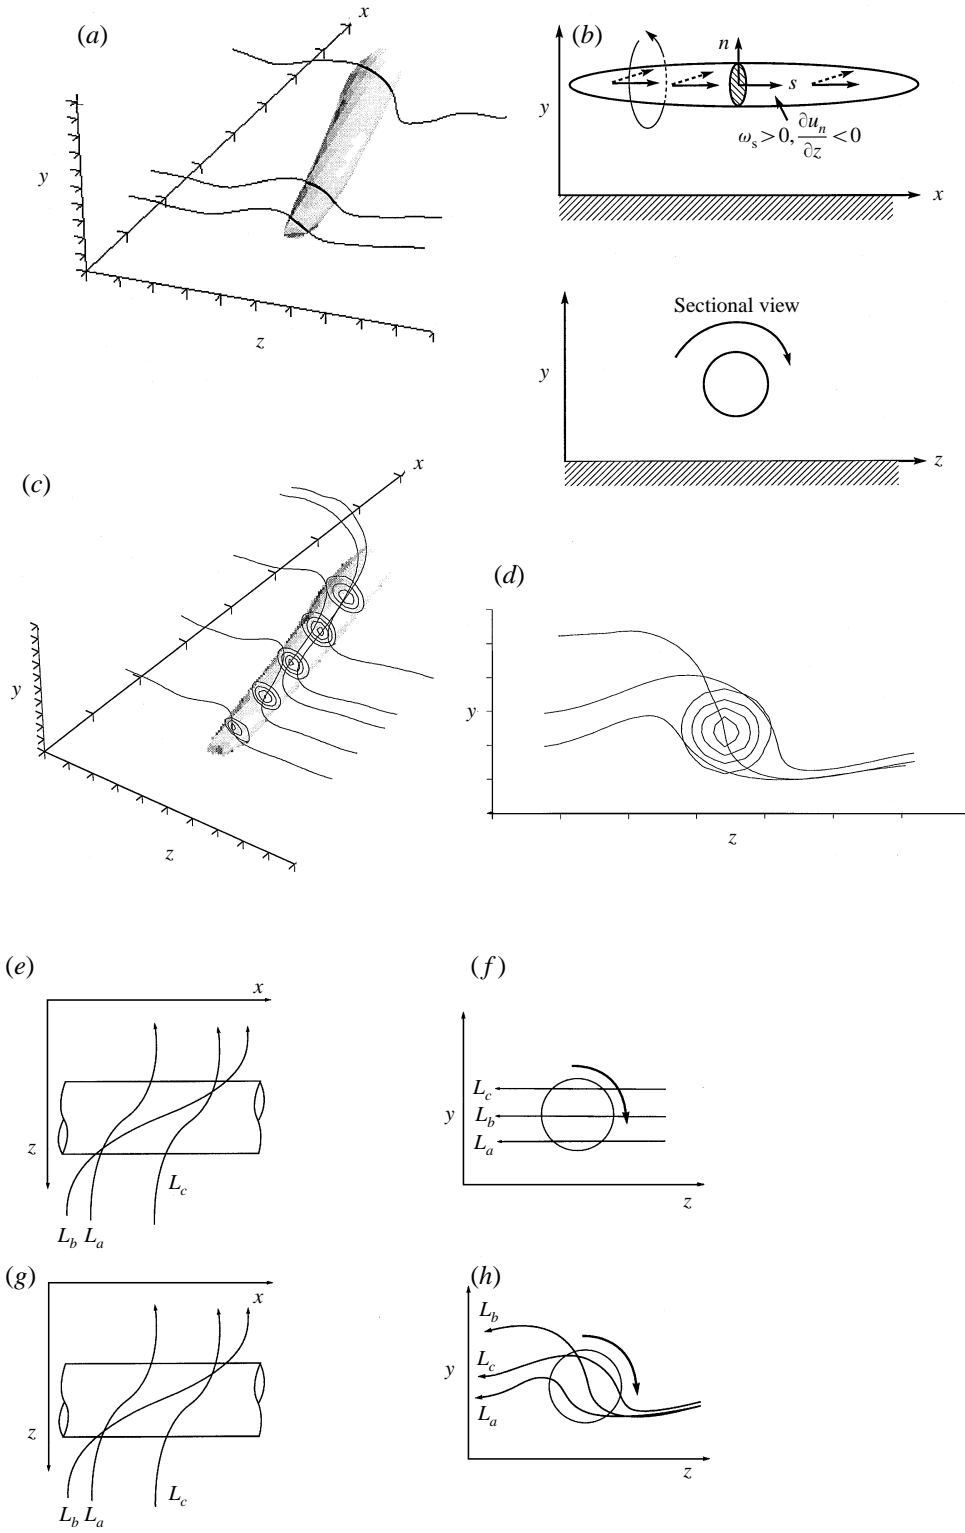 (a)
x
y
z
(b)
n
s
y
ωs > 0, ∂un/∂z < 0
x
Sectional view
y
z
(c)
x
y
z
(d)
y
z
(e)
x
z
Lc
Lb La
(f)
Lc
y
Lb
La
z
(g)
x
z
Lc
Lb La
(h)
Lb
y
Lc
La
z